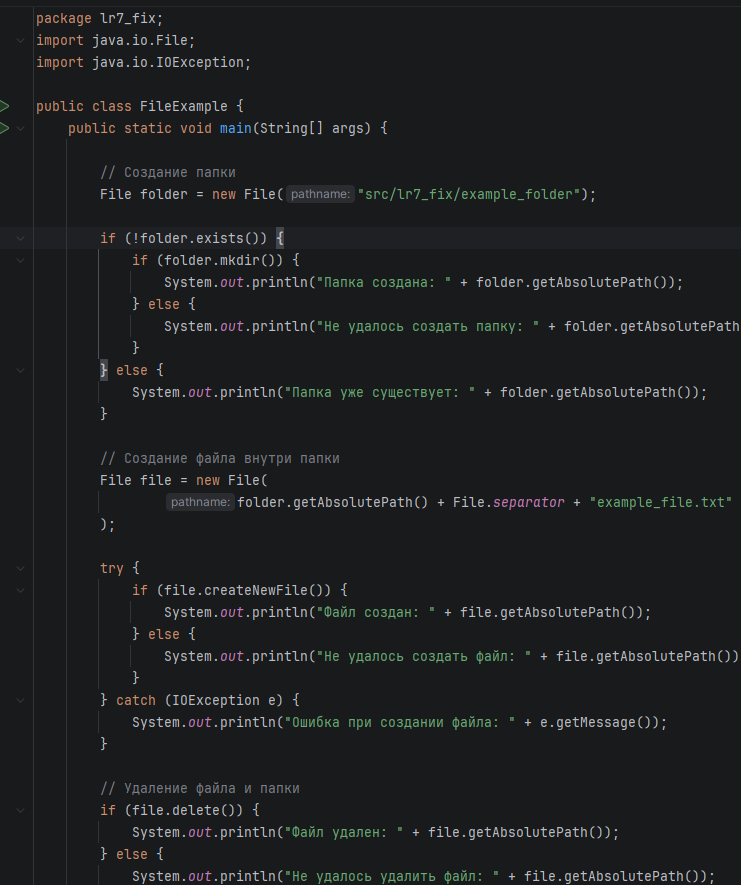 package lr7_fix;
import java.io.File;
import java.io.IOException;
public class FileExample {
public static void main(String[] args) {
// Создание папки
File folder = new File( pathname: "src/lr7_fix/example_folder");
if (!folder.exists()) {
if (folder.mkdir()) {
System.out.println("Папка создана: " + folder.getAbsolutePath());
} else {
System.out.println("Не удалось создать папку: " + folder.getAbsolutePath
}
} else {
System.out.println("Папка уже существует: " + folder.getAbsolutePath());
}
// Создание файла внутри папки
File file = new File(
pathname: folder.getAbsolutePath() + File.separator + "example_file.txt"
);
try {
if (file.createNewFile()) {
System.out.println("Файл создан: " + file.getAbsolutePath());
} else {
System.out.println("Не удалось создать файл: " + file.getAbsolutePath())
}
} catch (IOException e) {
System.out.println("Ошибка при создании файла: " + e.getMessage());
}
// Удаление файла и папки
if (file.delete()) {
System.out.println("Файл удален: " + file.getAbsolutePath());
} else {
System.out.println("Не удалось удалить файл: " + file.getAbsolutePath());